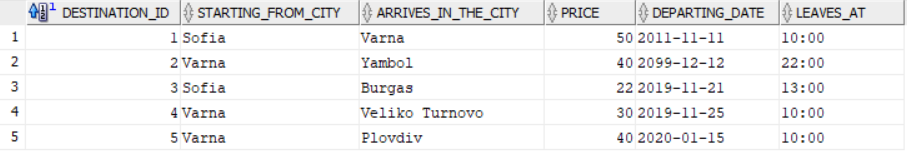 DESTINATION_ID STARTING_FROM_CITY ARRIVES_IN_THE_CITY PRICE DEPARTING_DATE LEAVES_AT
1 1 Sofia Varna 50 2011-11-11 10:00
2 2 Varna Yambol 40 2099-12-12 22:00
3 3 Sofia Burgas 22 2019-11-21 13:00
4 4 Varna Veliko Turnovo 30 2019-11-25 10:00
5 5 Varna Plovdiv 40 2020-01-15 10:00